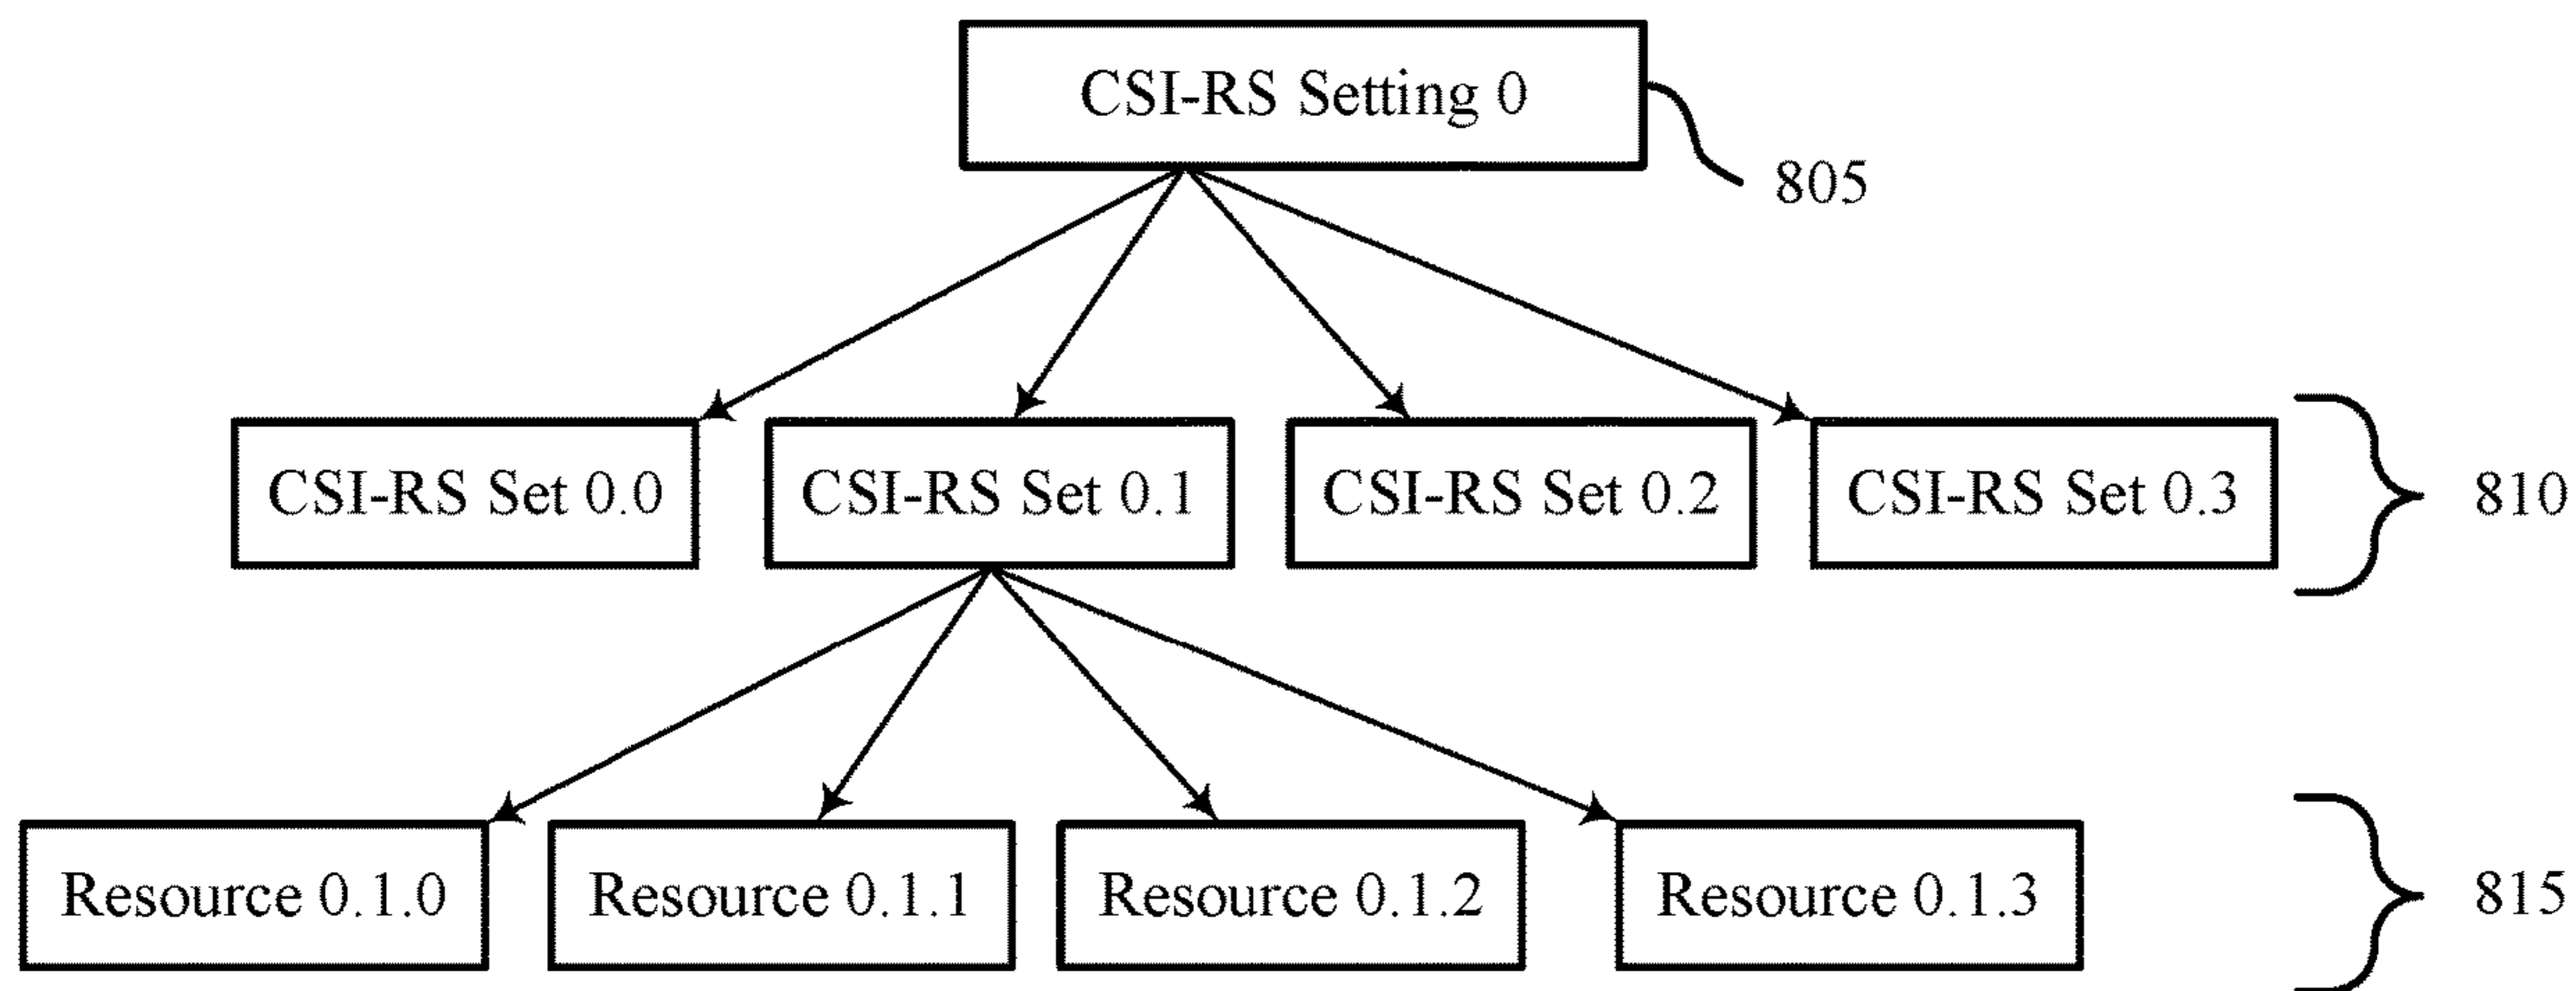 CSI-RS Setting 0
805
CSI-RS Set 0.0
CSI-RS Set 0.1
CSI-RS Set 0.2
CSI-RS Set 0.3
810
Resource 0.1.0
Resource 0.1.1
Resource 0.1.2
Resource 0.1.3
815